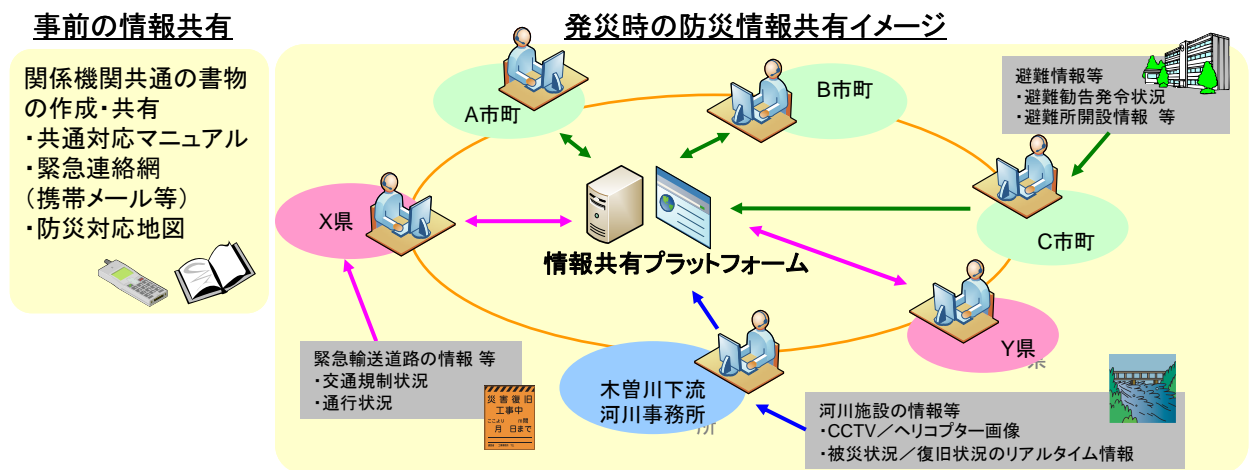 事前の情報共有
関係機関共通の書物
の作成・共有
・共通対応マニュアル
・緊急連絡網
（携帯メール等）
・防災対応地図
発災時の防災情報共有イメージ
A市町
B市町
避難情報等
・避難勧告発令状況
・避難所開設情報 等
X県
C市町
情報共有プラットフォーム
Y県
緊急輸送道路の情報 等
・交通規制状況
・通行状況
災害復旧
工事中
月 日まで
木曽川下流
河川事務所
河川施設の情報等
・CCTV／ヘリコプター画像
・被災状況／復旧状況のリアルタイム情報